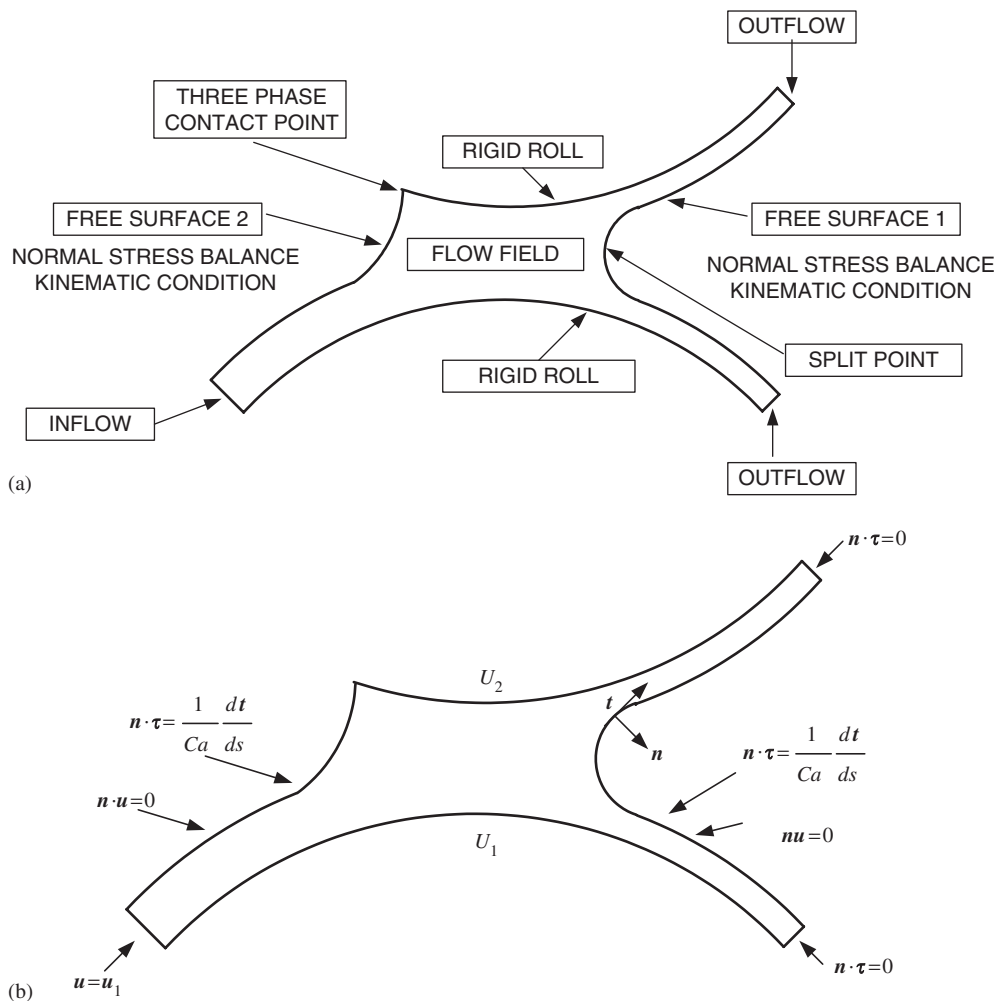 OUTFLOW
THREE PHASE
CONTACT POINT
RIGID ROLL
FREE SURFACE 2
FREE SURFACE 1
NORMAL STRESS BALANCE
KINEMATIC CONDITION
FLOW FIELD
NORMAL STRESS BALANCE
KINEMATIC CONDITION
SPLIT POINT
RIGID ROLL
INFLOW
OUTFLOW
(a)
n·τ=0
U2
t
n·τ= 1/Ca dt/ds
n
n·τ= 1/Ca dt/ds
n·u=0
nu=0
U1
u=u1
n·τ=0
(b)